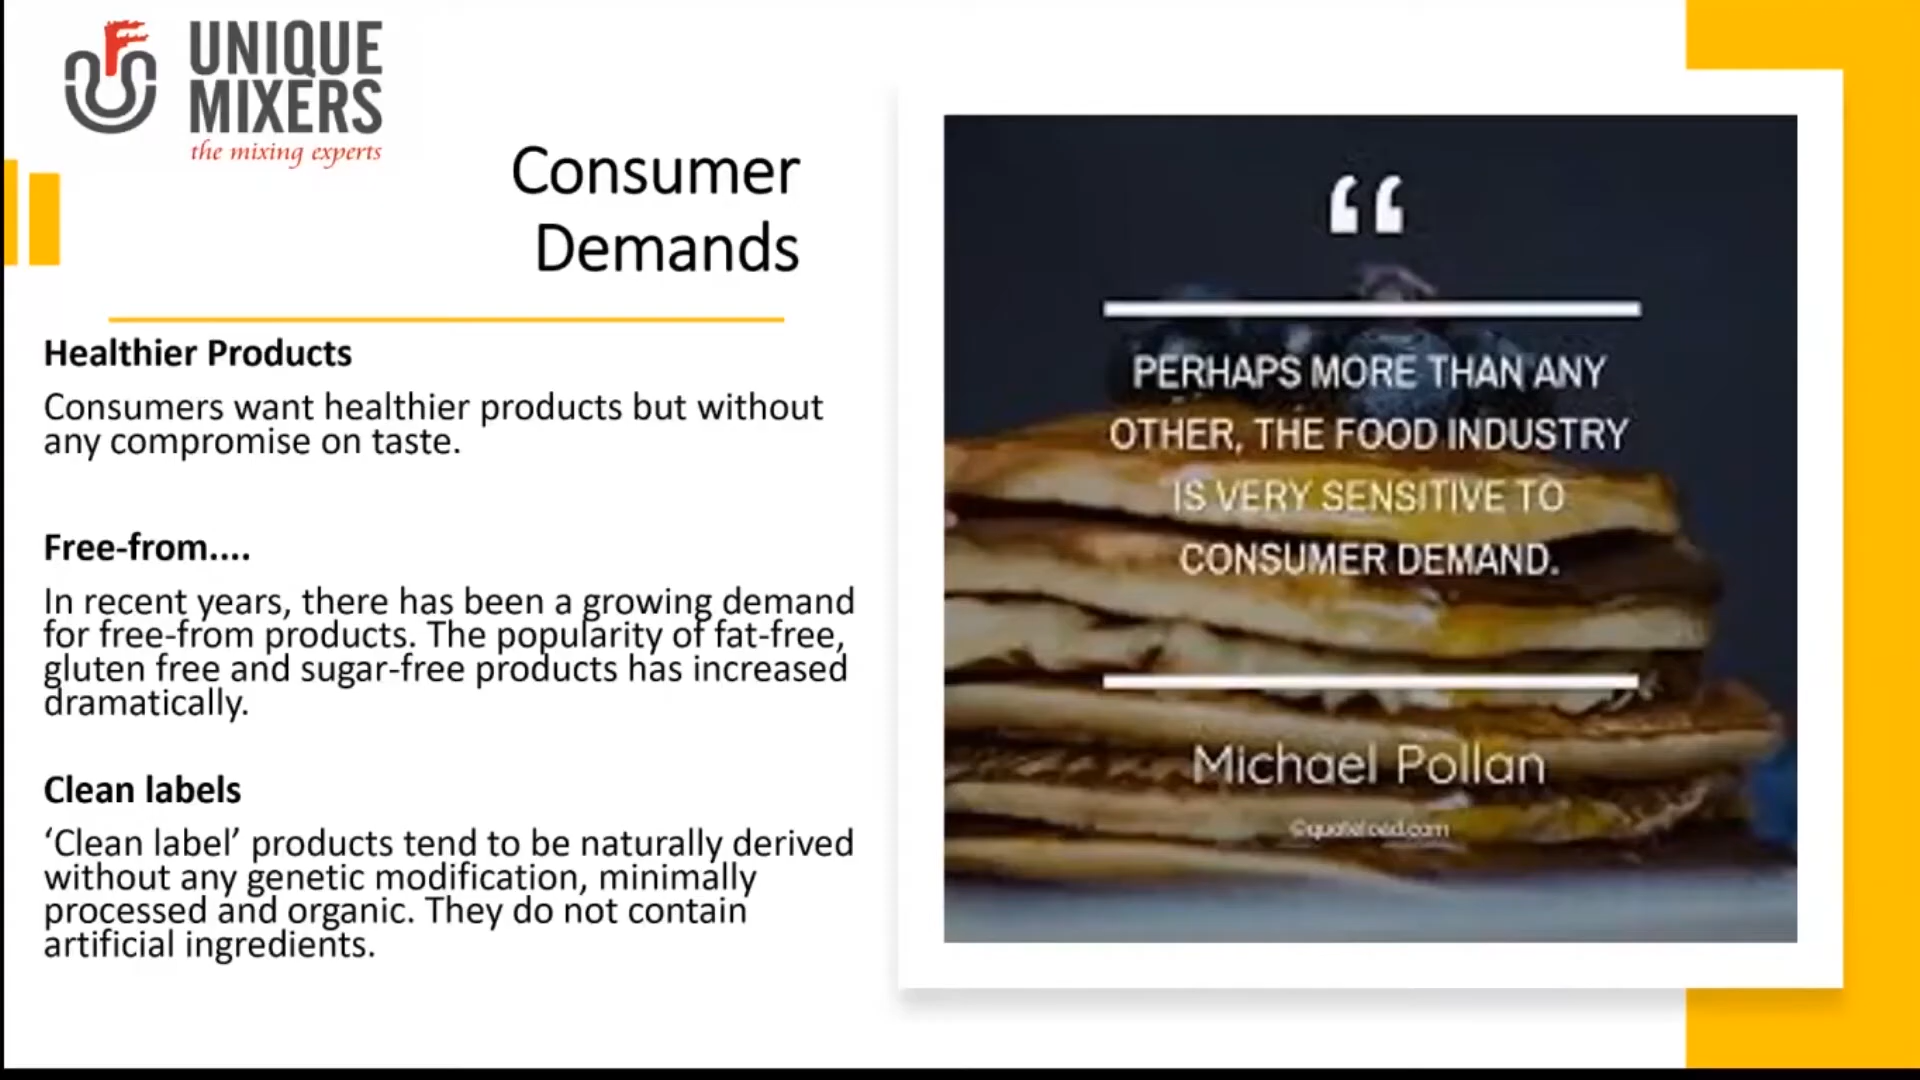 UNIQUE
MIXERS
the mixing experts
Consumer
Demands
Healthier Products
Consumers want healthier products but without
any compromise on taste.
Free-from....
In recent years, there has been a growing demand
for free-from products. The popularity of fat-free,
gluten free and sugar-free products has increased
dramatically.
Clean labels
‘Clean label’ products tend to be naturally derived
without any genetic modification, minimally
processed and organic. They do not contain
artificial ingredients.
“
PERHAPS MORE THAN ANY
OTHER, THE FOOD INDUSTRY
IS VERY SENSITIVE TO
CONSUMER DEMAND.
Michael Pollan